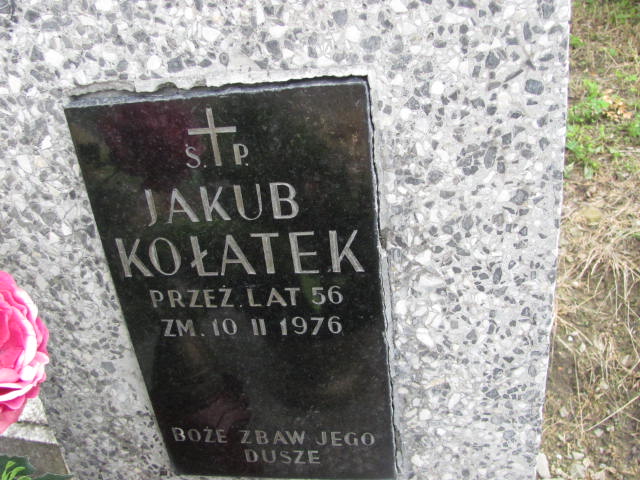 Ś. P.
JAKUB
KOŁATEK
PRZEŻ. LAT 56
ZM. 10 II 1976
BOŻE ZBAW JEGO
DUSZE